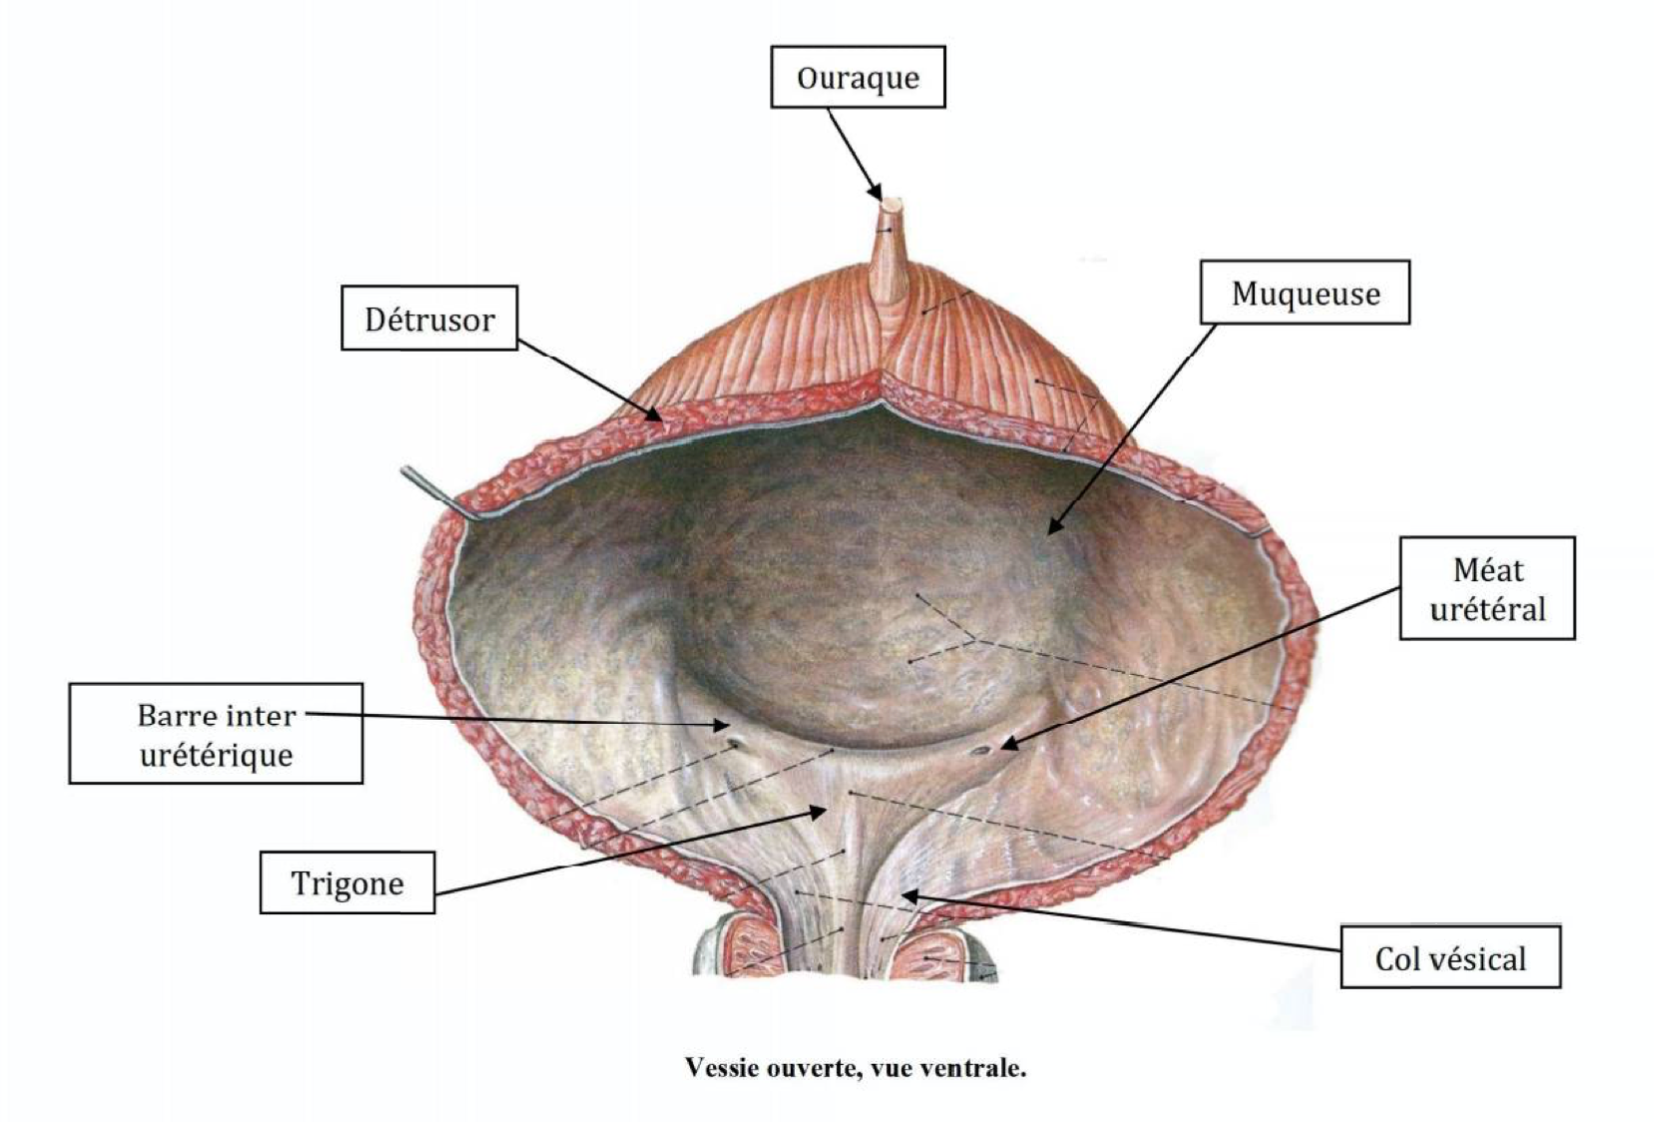 Ouraque
Muqueuse
Détrusor
Méat
urétéral
Barre inter
urétérique
Trigone
Col vésical
Vessie ouverte, vue ventrale.